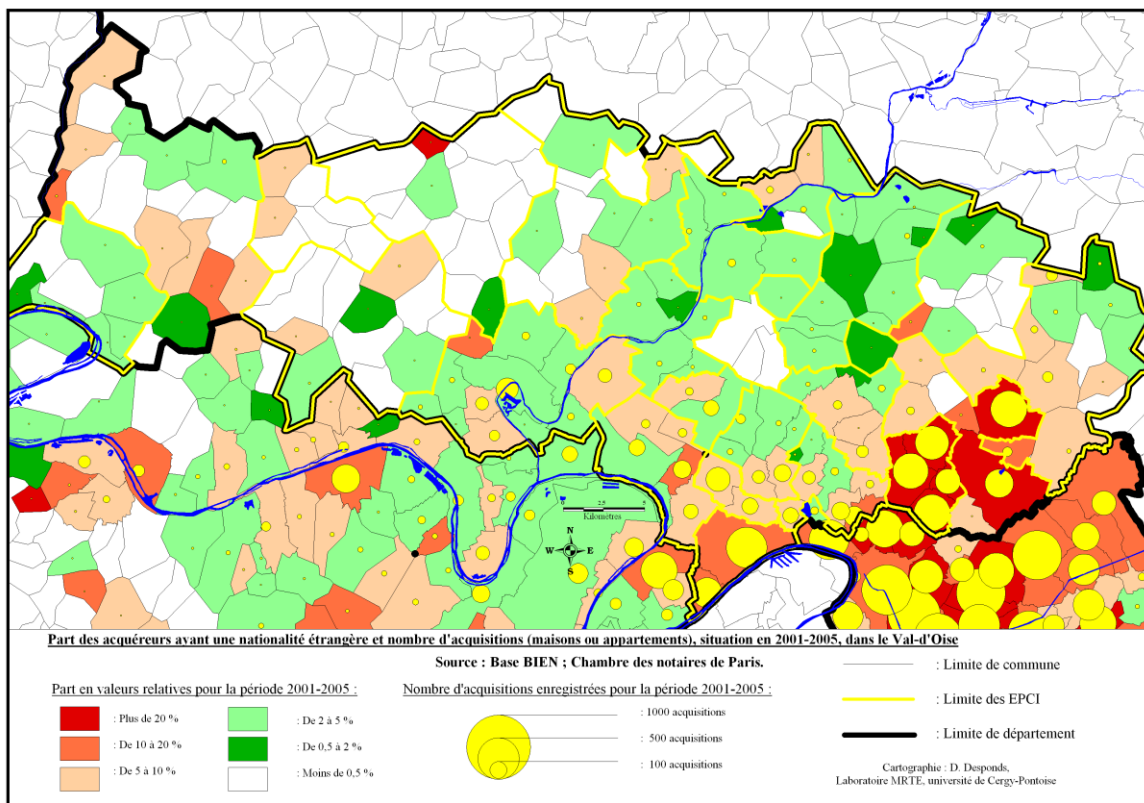 0 2,5 5
Kilomètres
N
W E
S
Part des acquéreurs ayant une nationalité étrangère et nombre d'acquisitions (maisons ou appartements), situation en 2001-2005, dans le Val-d'Oise
Source : Base BIEN ; Chambre des notaires de Paris.
Part en valeurs relatives pour la période 2001-2005 :
: Plus de 20 %
: De 10 à 20 %
: De 5 à 10 %
: De 2 à 5 %
: De 0,5 à 2 %
: Moins de 0,5 %
Nombre d'acquisitions enregistrées pour la période 2001-2005 :
: 1000 acquisitions
: 500 acquisitions
: 100 acquisitions
: Limite de commune
: Limite des EPCI
: Limite de département
Cartographie : D. Desponds,
Laboratoire MRTE, université de Cergy-Pontoise